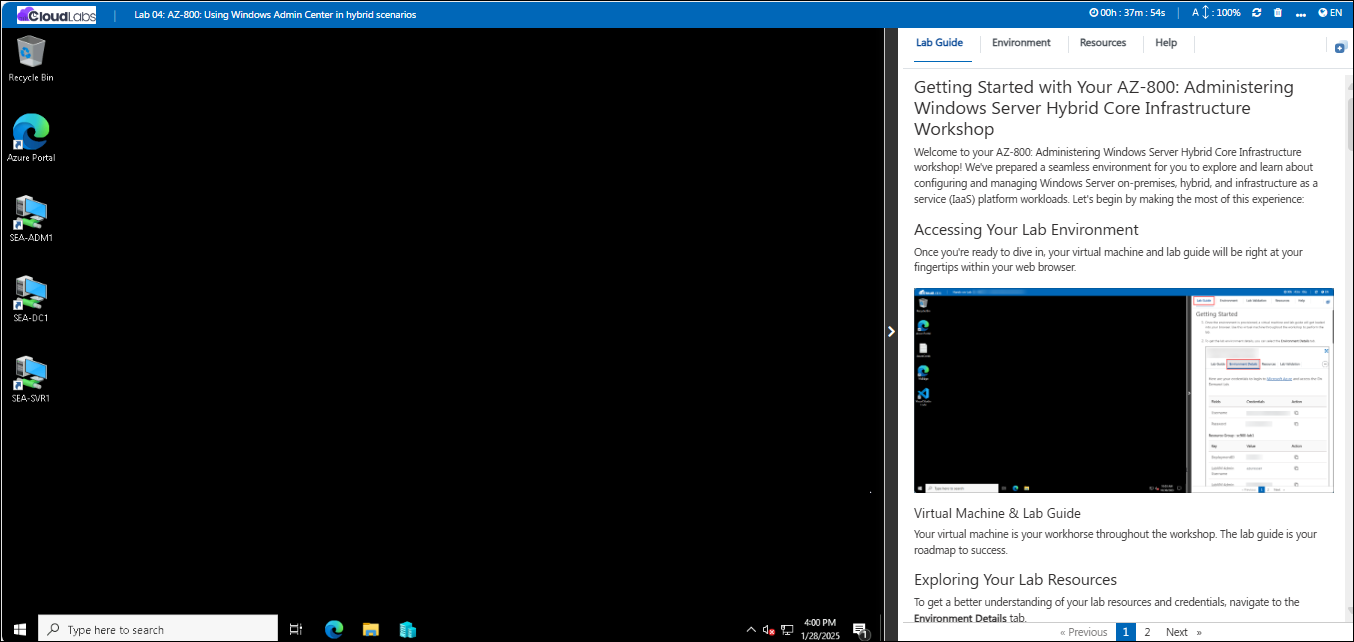 CloudLabs
Lab 04: AZ-800: Using Windows Admin Center in hybrid scenarios
00h : 37m : 54s
A : 100%
EN
Recycle Bin
Azure Portal
SEA-ADM1
SEA-DC1
SEA-SVR1
Type here to search
4:00 PM
1/28/2025
1
Lab Guide
Environment
Resources
Help
Getting Started with Your AZ-800: Administering
Windows Server Hybrid Core Infrastructure
Workshop
Welcome to your AZ-800: Administering Windows Server Hybrid Core Infrastructure
workshop! We've prepared a seamless environment for you to explore and learn about
configuring and managing Windows Server on-premises, hybrid, and infrastructure as a
service (IaaS) platform workloads. Let's begin by making the most of this experience:
Accessing Your Lab Environment
Once you're ready to dive in, your virtual machine and lab guide will be right at your
fingertips within your web browser.
Getting Started
Virtual Machine & Lab Guide
Your virtual machine is your workhorse throughout the workshop. The lab guide is your
roadmap to success.
Exploring Your Lab Resources
To get a better understanding of your lab resources and credentials, navigate to the
Environment Details tab.
« Previous 1 2 Next »